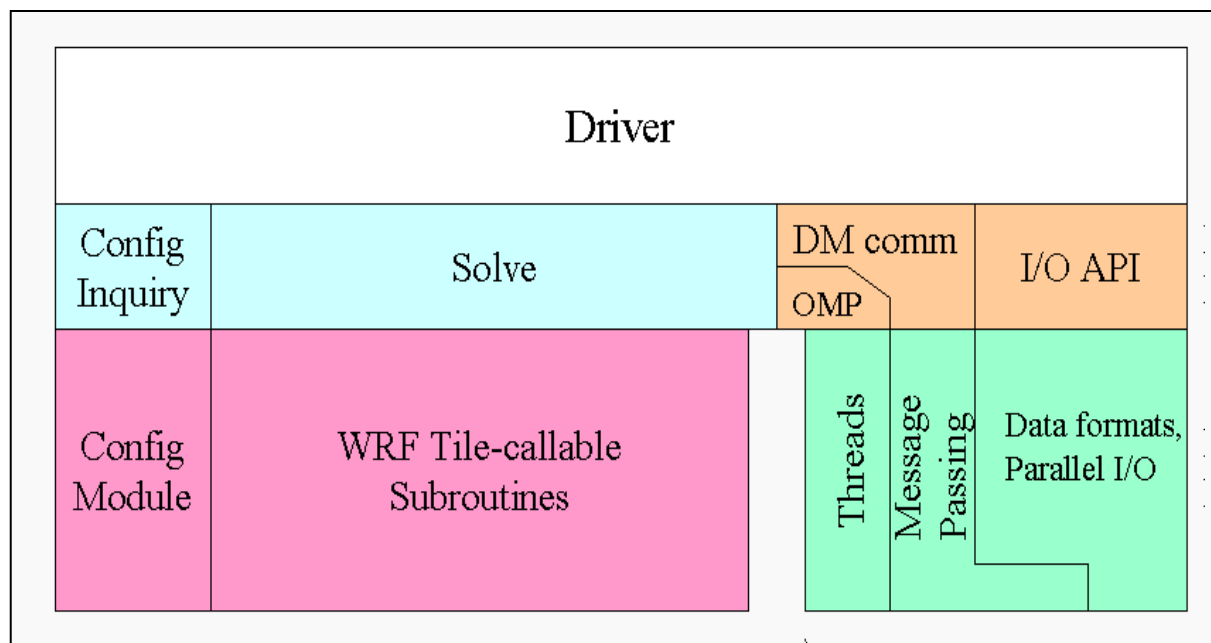 Driver
Config
Inquiry
Solve
DM comm
OMP
I/O API
Config
Module
WRF Tile-callable
Subroutines
Threads
Message
Passing
Data formats,
Parallel I/O